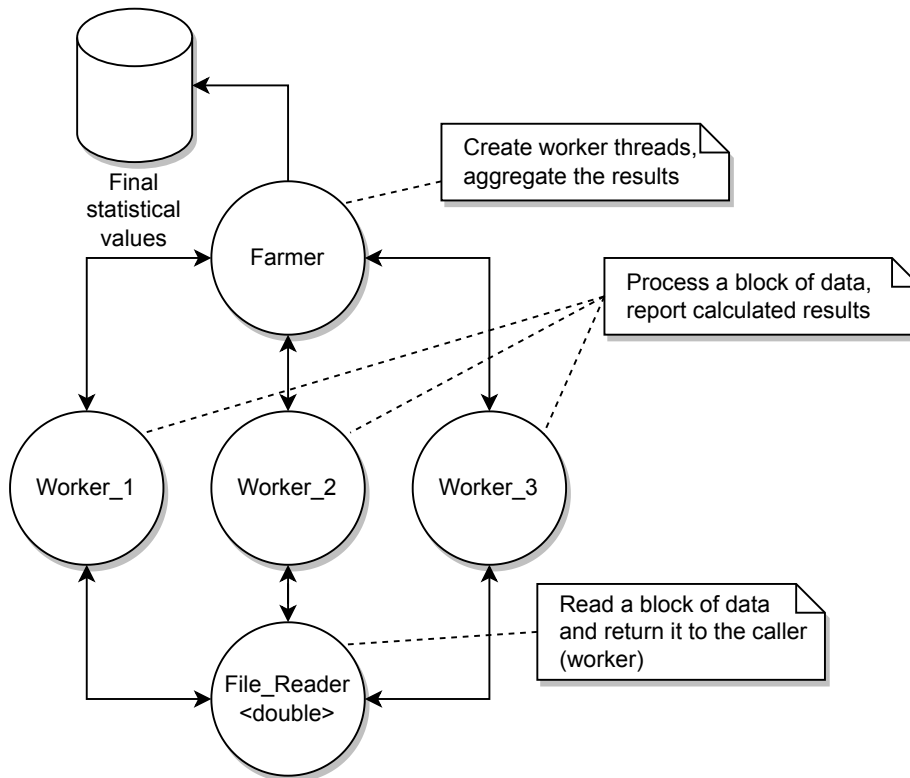 Final
statistical
values
Create worker threads,
aggregate the results
Farmer
Process a block of data,
report calculated results
Worker_1
Worker_2
Worker_3
Read a block of data
and return it to the caller
(worker)
File_Reader
<double>